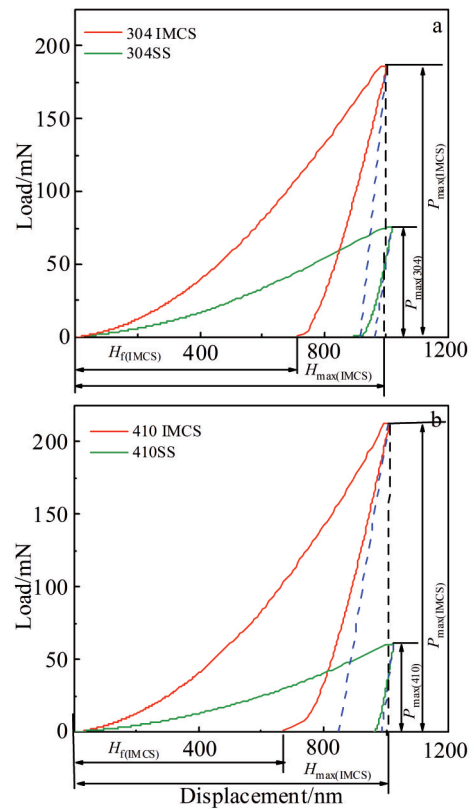 a
304 IMCS
304SS
200
150
100
50
0
Load/mN
P max(IMCS)
P max(304)
400
800
1200
H f(IMCS)
H max(IMCS)
b
410 IMCS
410SS
200
150
100
50
0
Load/mN
P max(IMCS)
P max(410)
400
800
1200
H f(IMCS)
H max(IMCS)
Displacement/nm